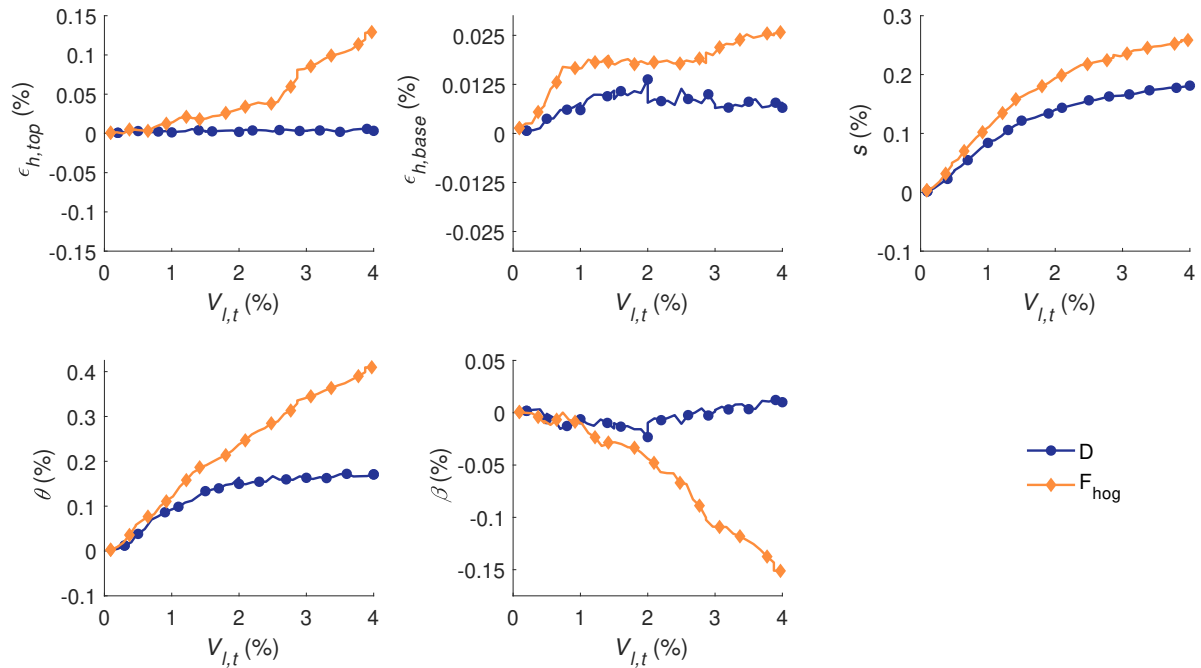 0.15
0.1
0.05
0
-0.05
-0.1
-0.15
ϵh,top (%)
0 1 2 3 4
Vl,t (%)
0.025
0.0125
0
-0.0125
-0.025
ϵh,base (%)
0 1 2 3 4
Vl,t (%)
0.3
0.2
0.1
0
-0.1
s (%)
0 1 2 3 4
Vl,t (%)
0.4
0.3
0.2
0.1
0
-0.1
θ (%)
0 1 2 3 4
Vl,t (%)
0.05
0
-0.05
-0.1
-0.15
β (%)
0 1 2 3 4
Vl,t (%)
D
Fhog